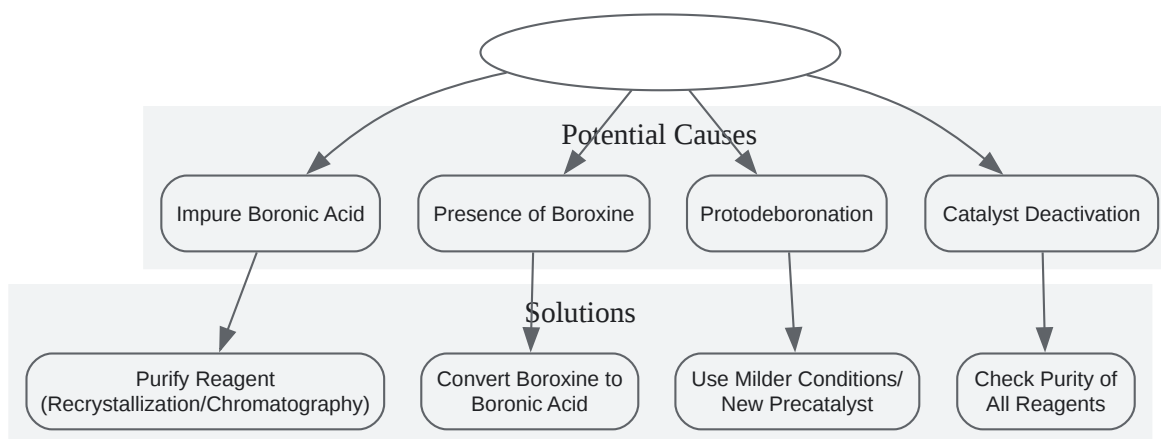 Potential Causes
Impure Boronic Acid
Presence of Boroxine
Protodeboronation
Catalyst Deactivation
Solutions
Purify Reagent
(Recrystallization/Chromatography)
Convert Boroxine to
Boronic Acid
Use Milder Conditions/
New Precatalyst
Check Purity of
All Reagents